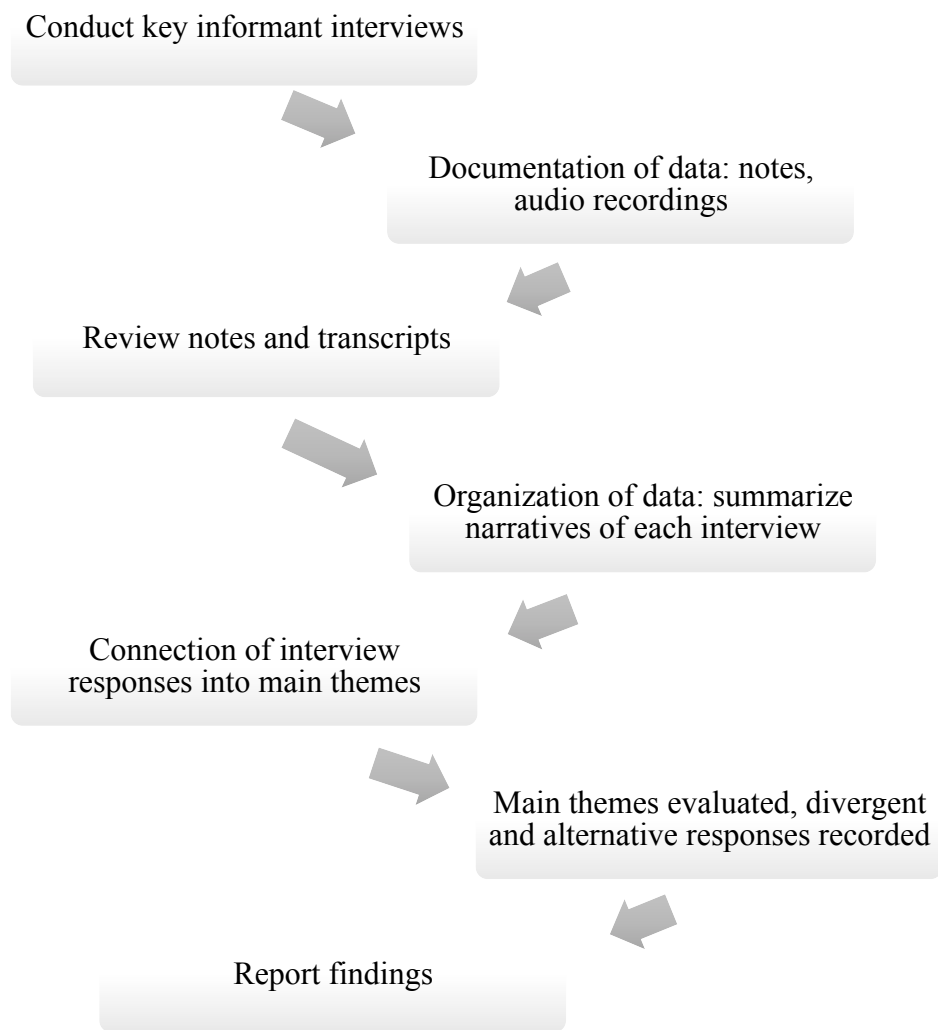 Conduct key informant interviews
Documentation of data: notes,
audio recordings
Review notes and transcripts
Organization of data: summarize
narratives of each interview
Connection of interview
responses into main themes
Main themes evaluated, divergent
and alternative responses recorded
Report findings